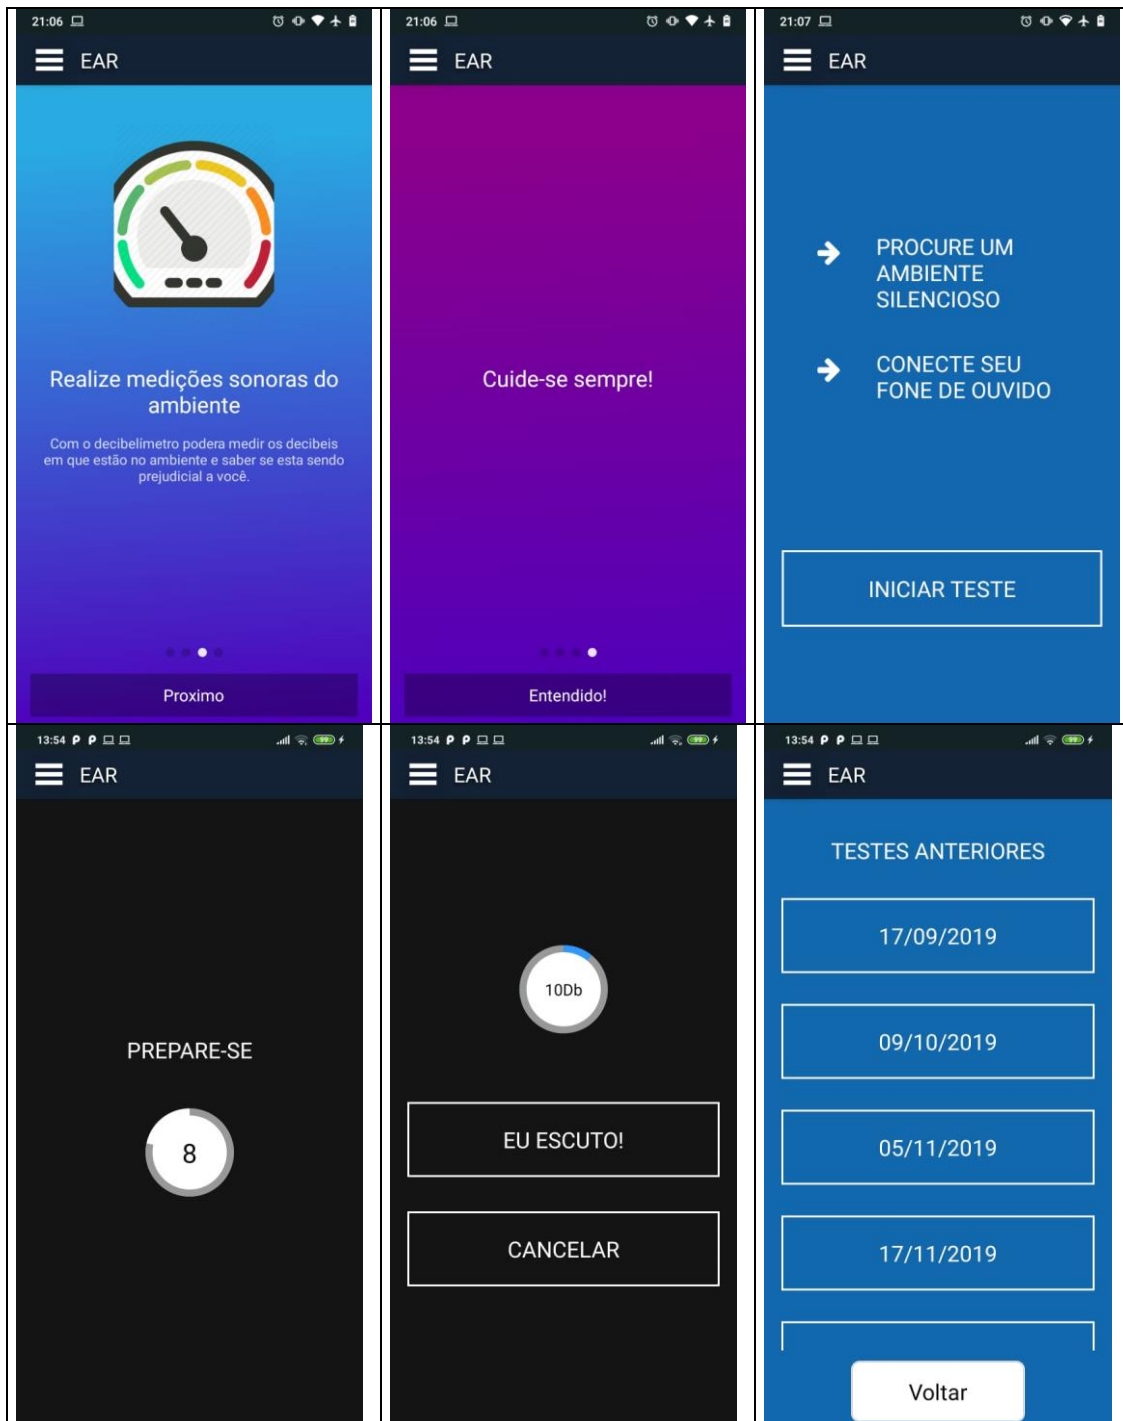 21:06
EAR
Realize medições sonoras do
ambiente
Com o decibelímetro podera medir os decibeis
em que estão no ambiente e saber se esta sendo
prejudicial a você.
Proximo
21:06
EAR
Cuide-se sempre!
Entendido!
21:07
EAR
PROCURE UM
AMBIENTE
SILENCIOSO
CONECTE SEU
FONE DE OUVIDO
INICIAR TESTE
13:54
99
EAR
PREPARE-SE
8
13:54
99
EAR
10Db
EU ESCUTO!
CANCELAR
13:54
99
EAR
TESTES ANTERIORES
17/09/2019
09/10/2019
05/11/2019
17/11/2019
Voltar